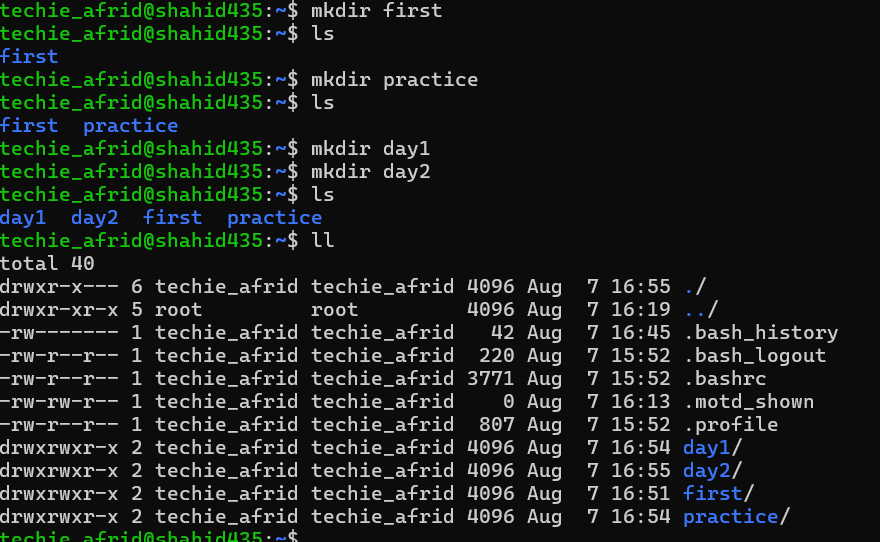 techie_afrid@shahid435:~$ mkdir first
techie_afrid@shahid435:~$ ls
first
techie_afrid@shahid435:~$ mkdir practice
techie_afrid@shahid435:~$ ls
first  practice
techie_afrid@shahid435:~$ mkdir day1
techie_afrid@shahid435:~$ mkdir day2
techie_afrid@shahid435:~$ ls
day1  day2  first  practice
techie_afrid@shahid435:~$ ll
total 40
drwxr-x--- 6 techie_afrid techie_afrid 4096 Aug  7 16:55 ./
drwxr-xr-x 5 root         root         4096 Aug  7 16:19 ../
-rw------- 1 techie_afrid techie_afrid   42 Aug  7 16:45 .bash_history
-rw-r--r-- 1 techie_afrid techie_afrid  220 Aug  7 15:52 .bash_logout
-rw-r--r-- 1 techie_afrid techie_afrid 3771 Aug  7 15:52 .bashrc
-rw-rw-r-- 1 techie_afrid techie_afrid    0 Aug  7 16:13 .motd_shown
-rw-r--r-- 1 techie_afrid techie_afrid  807 Aug  7 15:52 .profile
drwxrwxr-x 2 techie_afrid techie_afrid 4096 Aug  7 16:54 day1/
drwxrwxr-x 2 techie_afrid techie_afrid 4096 Aug  7 16:55 day2/
drwxrwxr-x 2 techie_afrid techie_afrid 4096 Aug  7 16:51 first/
drwxrwxr-x 2 techie_afrid techie_afrid 4096 Aug  7 16:54 practice/
techie_afrid@shahid435:~$